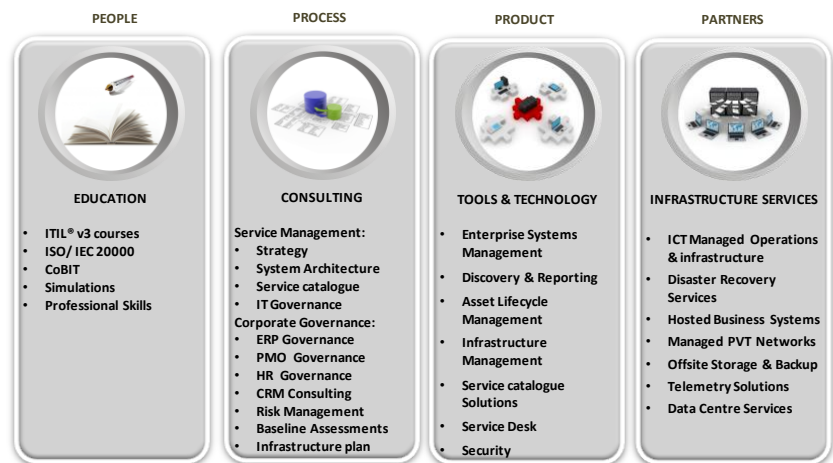 PEOPLE
EDUCATION
• ITIL® v3 courses
• ISO/ IEC 20000
• CoBIT
• Simulations
• Professional Skills
PROCESS
CONSULTING
Service Management:
• Strategy
• System Architecture
• Service catalogue
• IT Governance
Corporate Governance:
• ERP Governance
• PMO Governance
• HR Governance
• CRM Consulting
• Risk Management
• Baseline Assessments
• Infrastructure plan
PRODUCT
TOOLS & TECHNOLOGY
• Enterprise Systems
Management
• Discovery & Reporting
• Asset Lifecycle
Management
• Infrastructure
Management
• Service catalogue
Solutions
• Service Desk
• Security
PARTNERS
INFRASTRUCTURE SERVICES
• ICT Managed Operations
& infrastructure
• Disaster Recovery
Services
• Hosted Business Systems
• Managed PVT Networks
• Offsite Storage & Backup
• Telemetry Solutions
• Data Centre Services